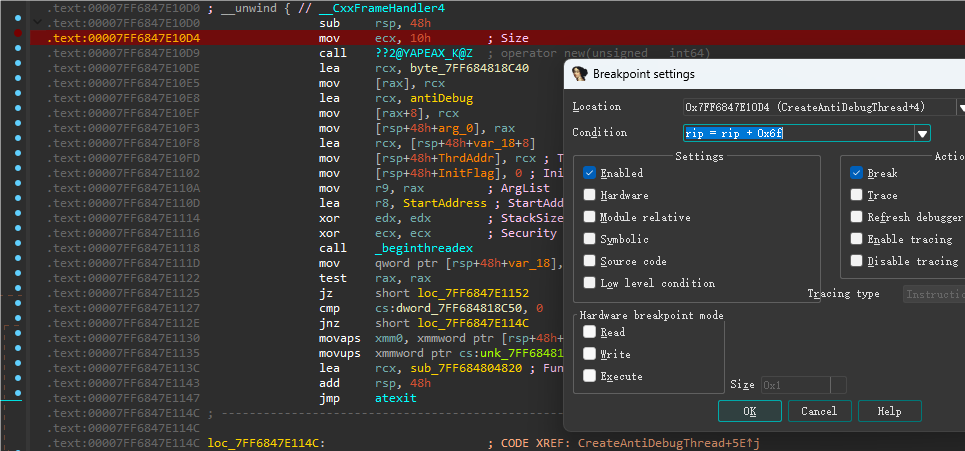 .text:00007FF6847E10D0 ; __unwind { // __CxxFrameHandler4
.text:00007FF6847E10D0 sub rsp, 48h
.text:00007FF6847E10D4 mov ecx, 10h ; Size
.text:00007FF6847E10D9 call ??2@YAPEAX_K@Z ; operator new(unsigned __int64)
.text:00007FF6847E10DE lea rcx, byte_7FF684818C40
.text:00007FF6847E10E5 mov [rax], rcx
.text:00007FF6847E10E8 lea rcx, antiDebug
.text:00007FF6847E10EF mov [rax+8], rcx
.text:00007FF6847E10F3 mov [rsp+48h+arg_0], rax
.text:00007FF6847E10F8 lea rcx, [rsp+48h+var_18+8]
.text:00007FF6847E10FD mov [rsp+48h+ThrdAddr], rcx ; T
.text:00007FF6847E1102 mov [rsp+48h+InitFlag], 0 ; Ini
.text:00007FF6847E110A mov r9, rax ; ArgList
.text:00007FF6847E110D lea r8, StartAddress ; StartAdd
.text:00007FF6847E1114 xor edx, edx ; StackSize
.text:00007FF6847E1116 xor ecx, ecx ; Security
.text:00007FF6847E1118 call _beginthreadex
.text:00007FF6847E111D mov qword ptr [rsp+48h+var_18],
.text:00007FF6847E1122 test rax, rax
.text:00007FF6847E1125 jz short loc_7FF6847E1152
.text:00007FF6847E1127 cmp cs:dword_7FF684818C50, 0
.text:00007FF6847E112E jnz short loc_7FF6847E114C
.text:00007FF6847E1130 movaps xmm0, xmmword ptr [rsp+48
.text:00007FF6847E1135 movups xmmword ptr cs:unk_7FF68481
.text:00007FF6847E113C lea rcx, sub_7FF684804820 ; Fun
.text:00007FF6847E1143 add rsp, 48h
.text:00007FF6847E1147 jmp atexit
.text:00007FF6847E114C ; ---------------------------------------
.text:00007FF6847E114C
.text:00007FF6847E114C loc_7FF6847E114C: ; CODE XREF: CreateAntiDebugThread+5E↑j
Breakpoint settings
Location 0x7FF6847E10D4 (CreateAntiDebugThread+4)
Condition rip = rip + 0x6f
Settings
Enabled
Hardware
Module relative
Symbolic
Source code
Low level condition
Hardware breakpoint mode
Read
Write
Execute
Actio
Break
Trace
Refresh debugger
Enable tracing
Disable tracing
Tracing type Instructio
Size 0x1
OK Cancel Help